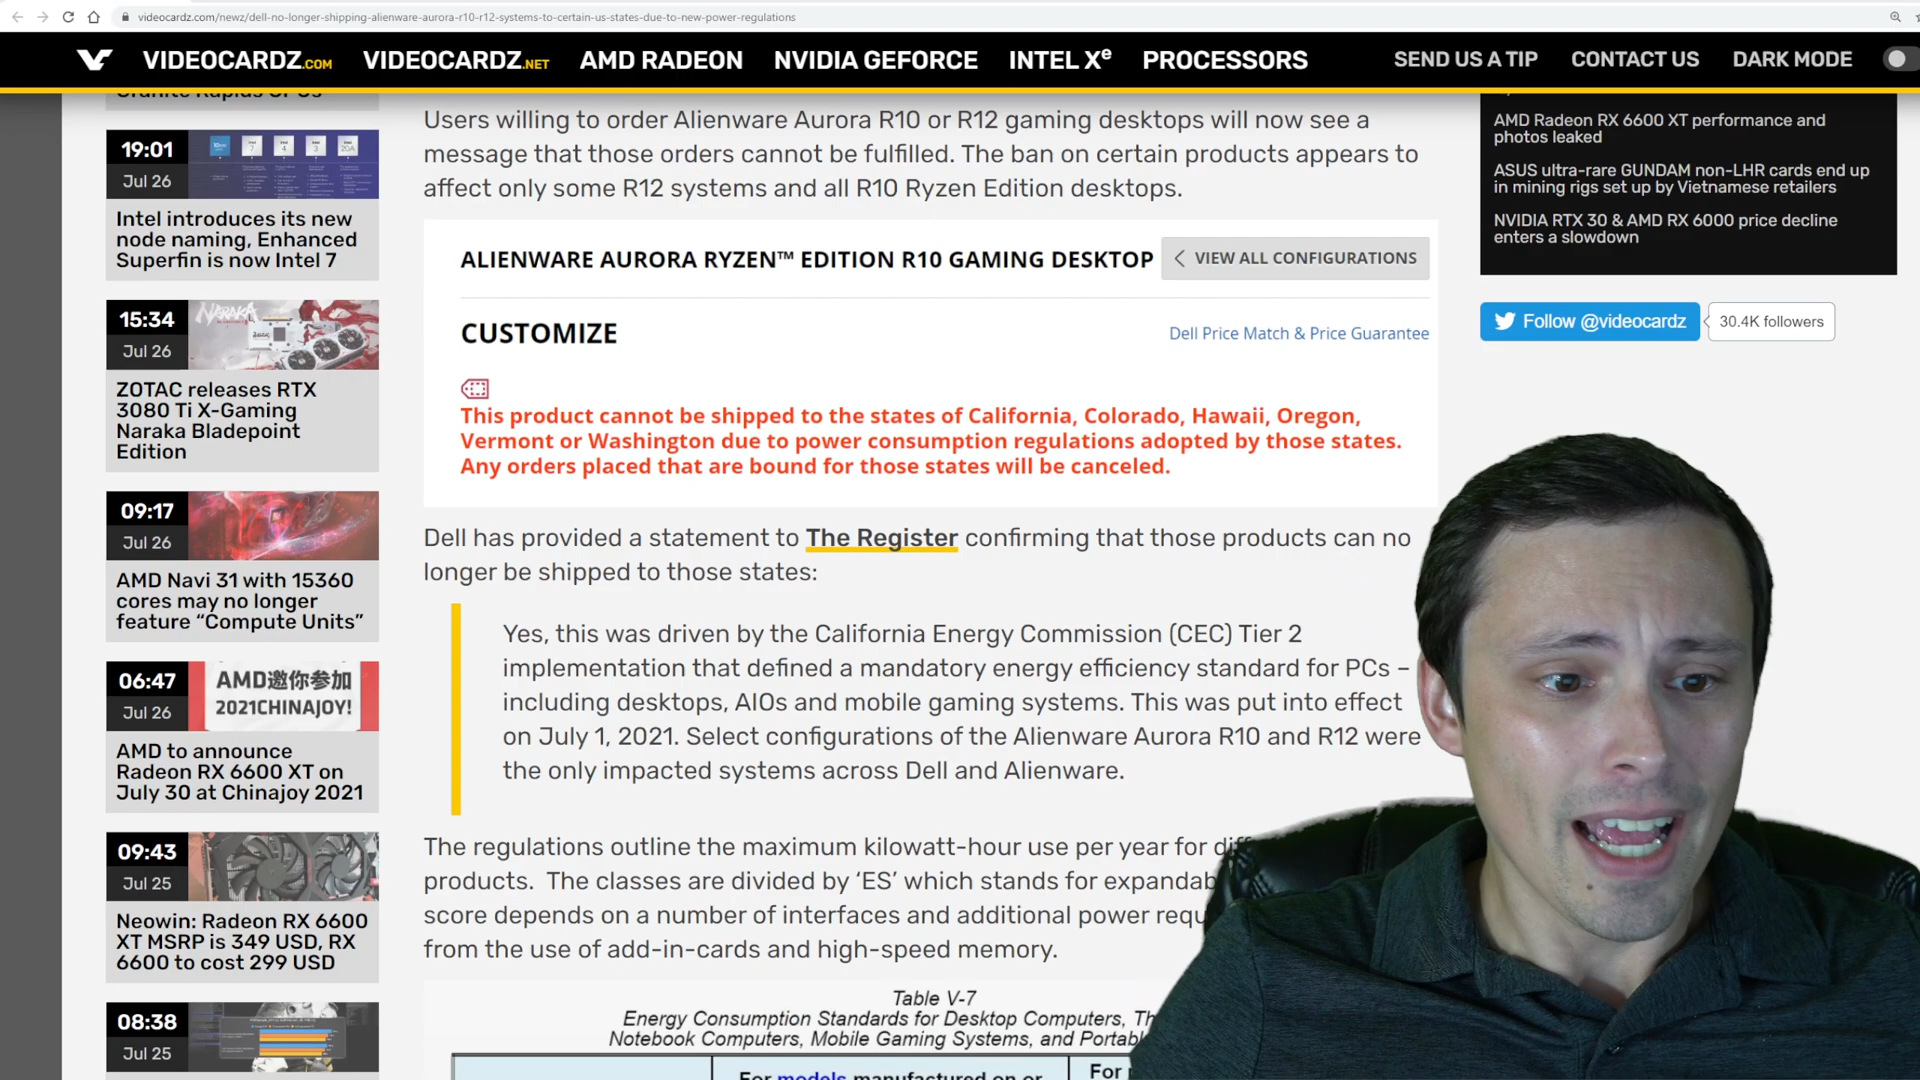 videocardz.com/newz/dell-no-longer-shipping-alienware-aurora-r10-r12-systems-to-certain-us-states-due-to-new-power-regulations
VIDEOCARDZ.COM VIDEOCARDZ.NET AMD RADEON NVIDIA GEFORCE INTEL Xe PROCESSORS SEND US A TIP CONTACT US DARK MODE
Granite Rapids CPUs
19:01
Jul 26
Intel introduces its new
node naming, Enhanced
Superfin is now Intel 7
15:34
Jul 26
NARAKA
ZOTAC releases RTX
3080 Ti X-Gaming
Naraka Bladepoint
Edition
09:17
Jul 26
AMD Navi 31 with 15360
cores may no longer
feature “Compute Units”
06:47
Jul 26
AMD邀你参加
2021CHINAJOY!
AMD to announce
Radeon RX 6600 XT on
July 30 at Chinajoy 2021
09:43
Jul 25
Neowin: Radeon RX 6600
XT MSRP is 349 USD, RX
6600 to cost 299 USD
08:38
Jul 25
Users willing to order Alienware Aurora R10 or R12 gaming desktops will now see a
message that those orders cannot be fulfilled. The ban on certain products appears to
affect only some R12 systems and all R10 Ryzen Edition desktops.
ALIENWARE AURORA RYZEN™ EDITION R10 GAMING DESKTOP
VIEW ALL CONFIGURATIONS
CUSTOMIZE
Dell Price Match & Price Guarantee
This product cannot be shipped to the states of California, Colorado, Hawaii, Oregon,
Vermont or Washington due to power consumption regulations adopted by those states.
Any orders placed that are bound for those states will be canceled.
Dell has provided a statement to The Register confirming that those products can no
longer be shipped to those states:
Yes, this was driven by the California Energy Commission (CEC) Tier 2
implementation that defined a mandatory energy efficiency standard for PCs –
including desktops, AIOs and mobile gaming systems. This was put into effect
on July 1, 2021. Select configurations of the Alienware Aurora R10 and R12 were
the only impacted systems across Dell and Alienware.
The regulations outline the maximum kilowatt-hour use per year for
products. The classes are divided by ‘ES’ which stands for
score depends on a number of interfaces and additional power
from the use of add-in-cards and high-speed memory.
Table V-7
Energy Consumption Standards for Desktop Computers,
Notebook Computers, Mobile Gaming Systems, and
For models manufactured on or
For
AMD Radeon RX 6600 XT performance and
photos leaked
ASUS ultra-rare GUNDAM non-LHR cards end up
in mining rigs set up by Vietnamese retailers
NVIDIA RTX 30 & AMD RX 6000 price decline
enters a slowdown
Follow @videocardz
30.4K followers